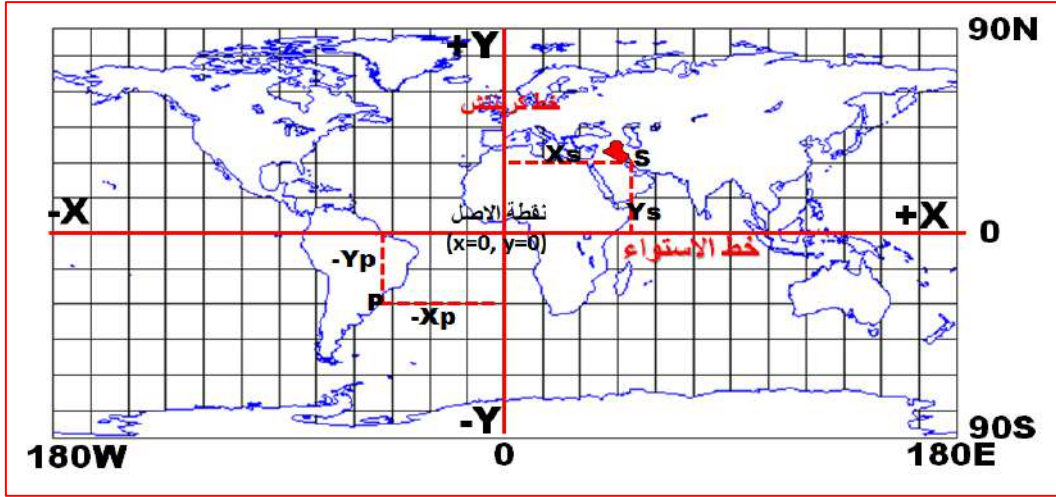 90N
+Y
خط كرينتش
Xs
S
نقطة الاصل
Ys
-X
+X
0
(x=0, y=0)
خط الاستواء
-Yp
P
-Xp
-Y
90S
180W
0
180E